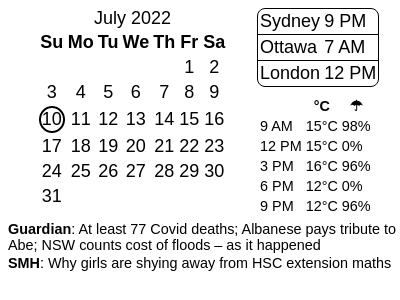 July 2022
Su Mo Tu We Th Fr Sa
1 2
3 4 5 6 7 8 9
10 11 12 13 14 15 16
17 18 19 20 21 22 23
24 25 26 27 28 29 30
31
Sydney 9 PM
Ottawa 7 AM
London 12 PM
°C ☂
9 AM 15°C 98%
12 PM 15°C 0%
3 PM 16°C 96%
6 PM 12°C 0%
9 PM 12°C 96%
Guardian: At least 77 Covid deaths; Albanese pays tribute to
Abe; NSW counts cost of floods – as it happened
SMH: Why girls are shying away from HSC extension maths